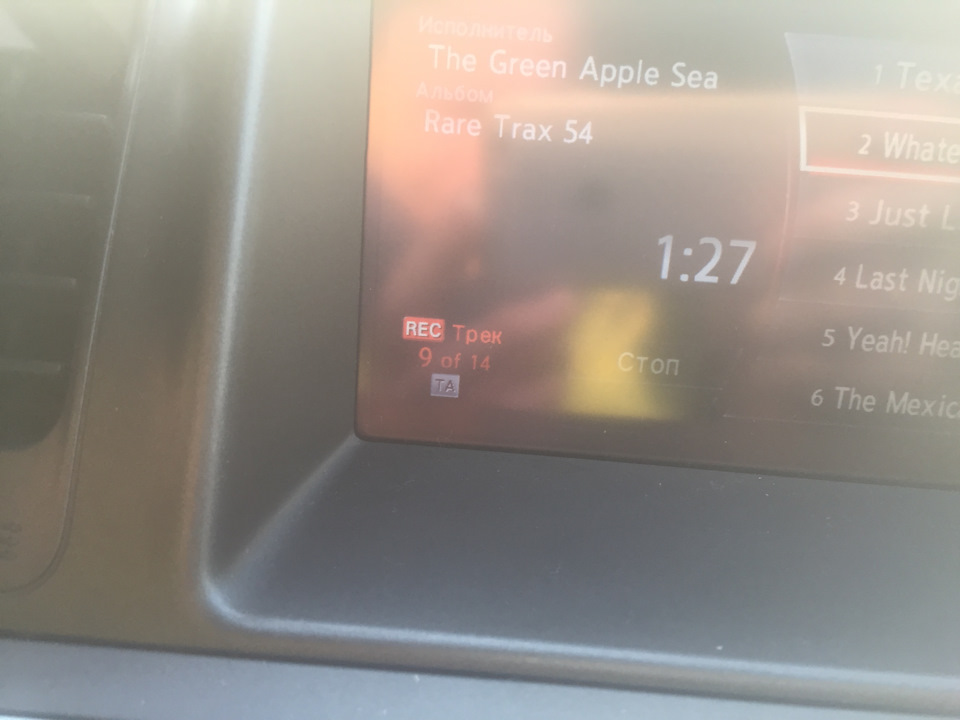 Исполнитель
The Green Apple Sea
Альбом
Rare Trax 54
1:27
REC Трек
9 of 14
TA
Стоп
1 Texa
2 Whate
3 Just L
4 Last Nig
5 Yeah! Hea
6 The Mexic